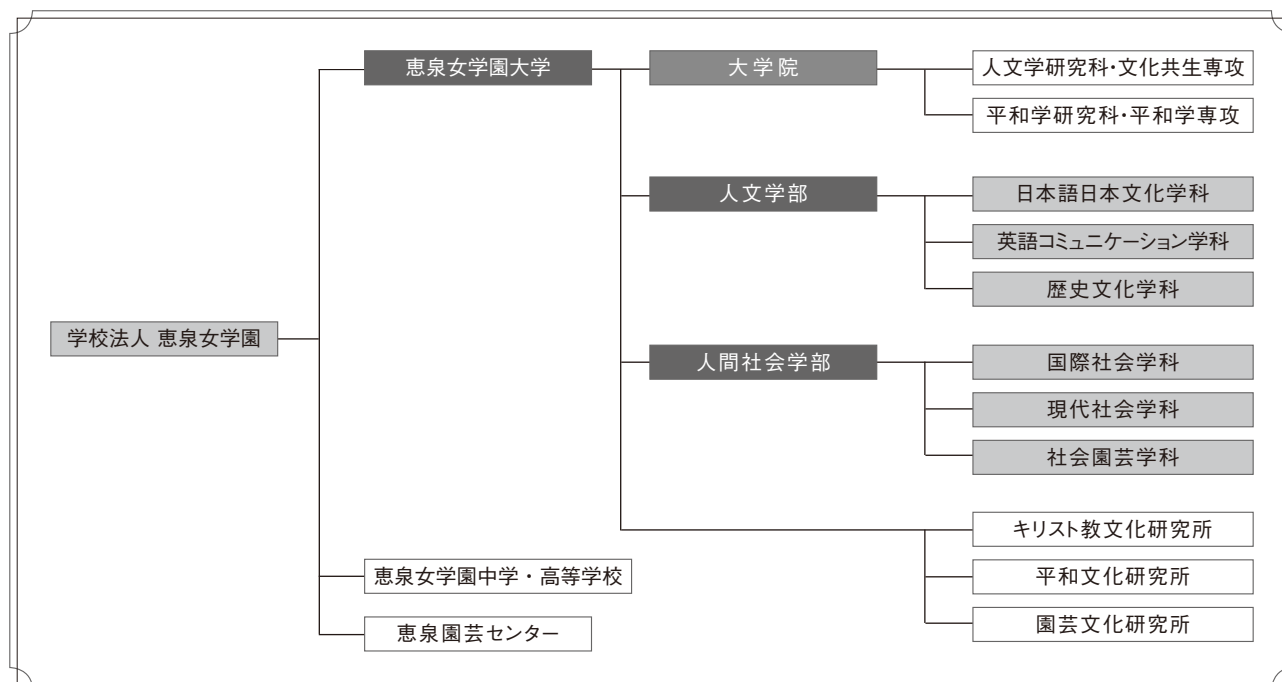 学校法人 恵泉女学園
恵泉女学園大学
大学院
人文学研究科・文化共生専攻
平和学研究科・平和学専攻
人文学部
日本語日本文化学科
英語コミュニケーション学科
歴史文化学科
人間社会学部
国際社会学科
現代社会学科
社会園芸学科
キリスト教文化研究所
平和文化研究所
園芸文化研究所
恵泉女学園中学・高等学校
恵泉園芸センター